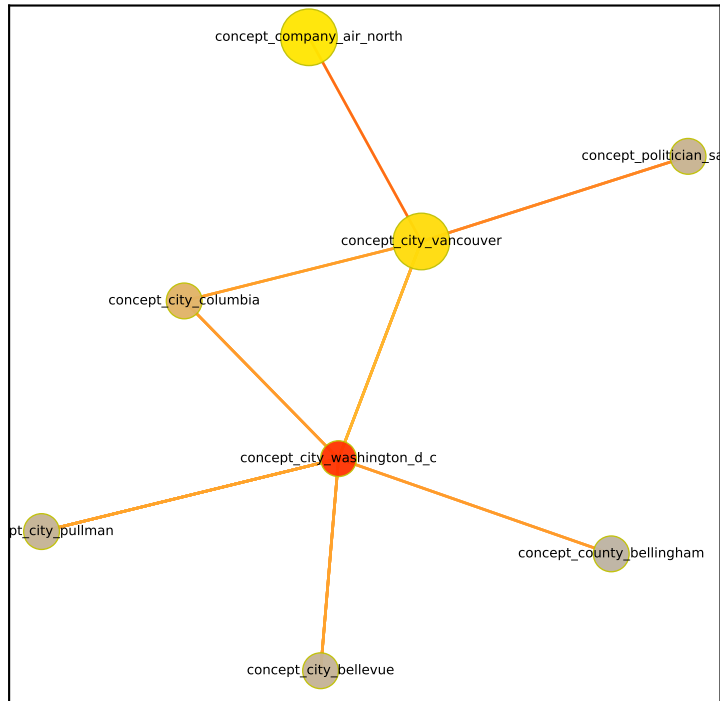 concept_company_air_north
concept_politician_sa
concept_city_vancouver
concept_city_columbia
concept_city_washington_d_c
pt_city_pullman
concept_county_bellingham
concept_city_bellevue